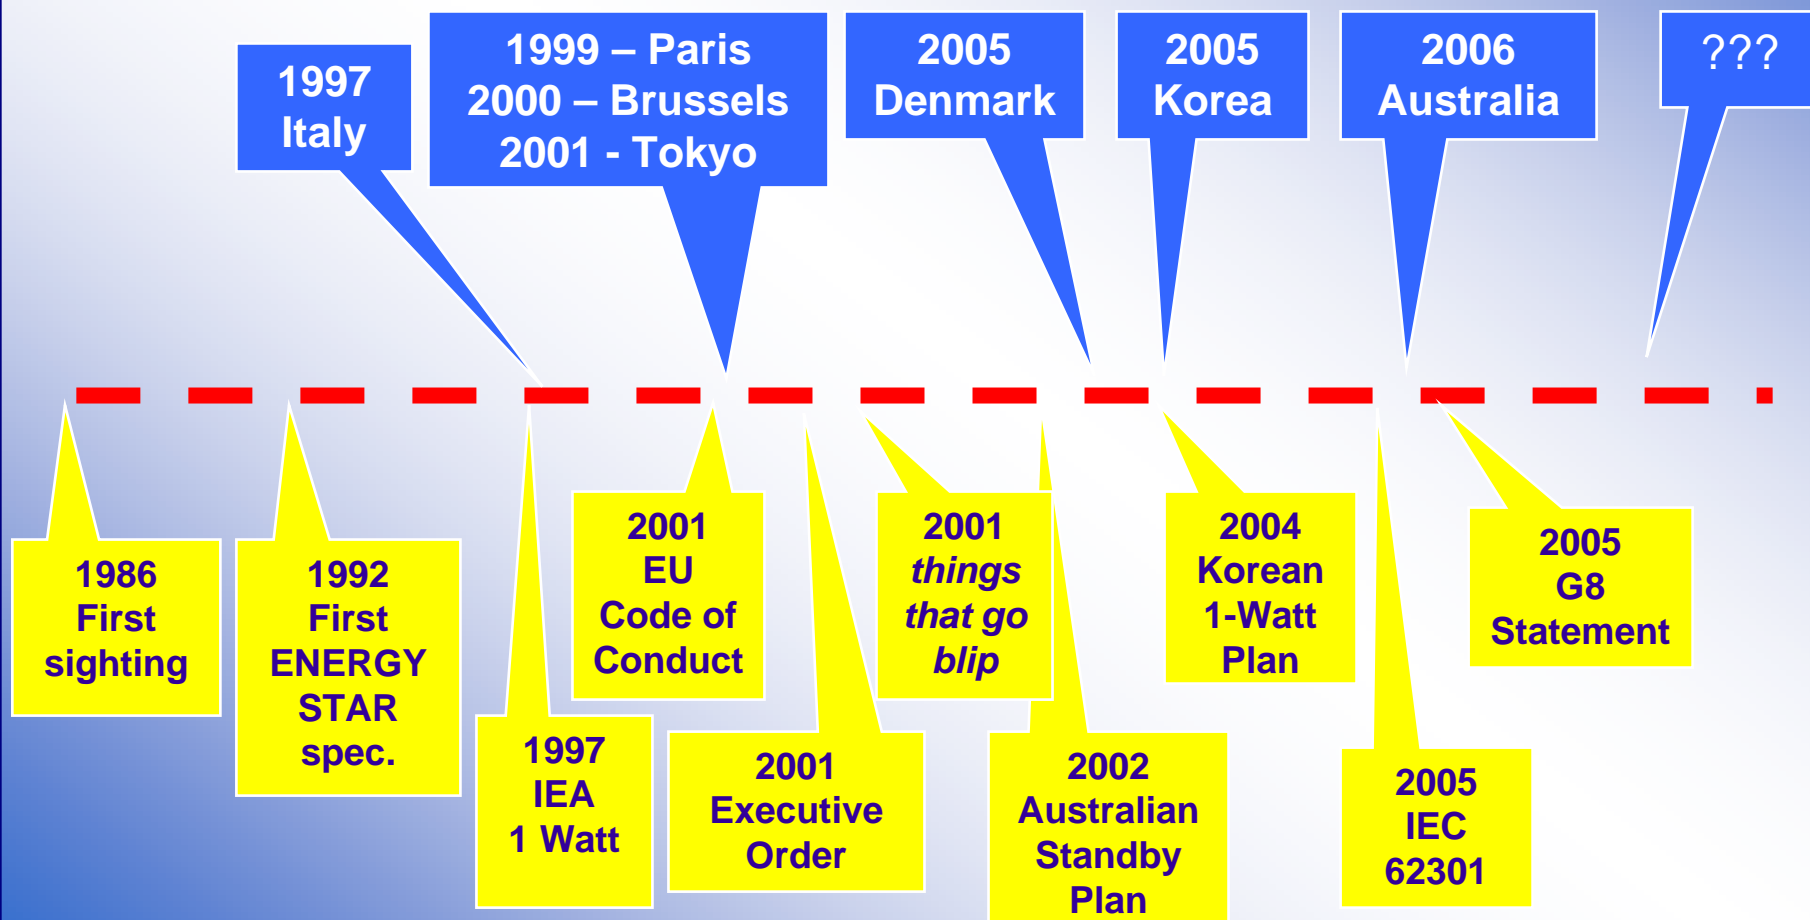 1997
Italy
1999 – Paris
2000 – Brussels
2001 - Tokyo
2005
Denmark
2005
Korea
2006
Australia
???
1986
First
sighting
1992
First
ENERGY
STAR
spec.
1997
IEA
1 Watt
2001
EU
Code of
Conduct
2001
Executive
Order
2001
things
that go
blip
2002
Australian
Standby
Plan
2004
Korean
1-Watt
Plan
2005
IEC
62301
2005
G8
Statement